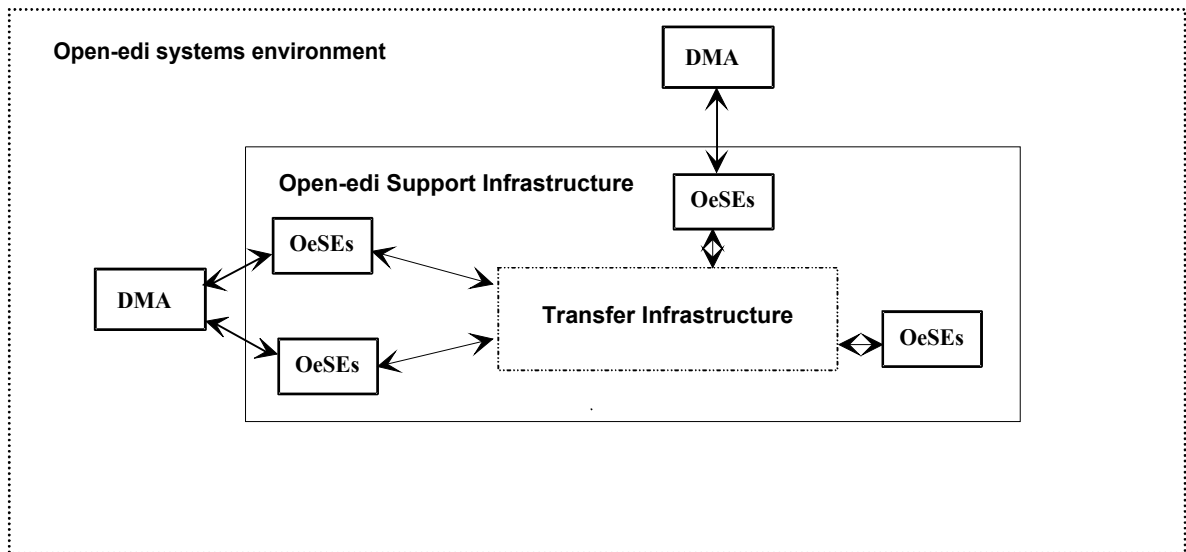 Open-edi systems environment
DMA
Open-edi Support Infrastructure
OeSEs
OeSEs
DMA
Transfer Infrastructure
OeSEs
OeSEs